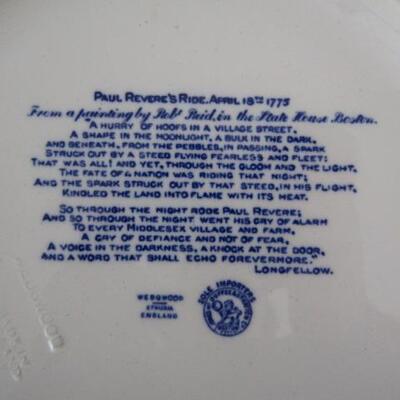 PAUL REVERE'S RIDE. APRIL 18TH 1775
From a painting by Robt Reid, in the State House Boston.
"A HURRY OF HOOFS IN A VILLAGE STREET,
A SHAPE IN THE MOONLIGHT, A BULK IN THE DARK,
AND BENEATH, FROM THE PEBBLES, IN PASSING, A SPARK
STRUCK OUT BY A STEED FLYING FEARLESS AND FLEET:
THAT WAS ALL! AND YET, THROUGH THE GLOOM AND THE LIGHT,
THE FATE OF A NATION WAS RIDING THAT NIGHT;
AND THE SPARK STRUCK OUT BY THAT STEED, IN HIS FLIGHT,
KINDLED THE LAND INTO FLAME WITH ITS HEAT.
SO THROUGH THE NIGHT RODE PAUL REVERE;
AND SO THROUGH THE NIGHT WENT HIS CRY OF ALARM
TO EVERY MIDDLESEX VILLAGE AND FARM,
A CRY OF DEFIANCE AND NOT OF FEAR,
A VOICE IN THE DARKNESS, A KNOCK AT THE DOOR,
AND A WORD THAT SHALL ECHO FOREVERMORE."
LONGFELLOW.
WEDGWOOD
ETRURIA
ENGLAND
SOLE IMPORTERS
WEDGWOOD
MADE IN